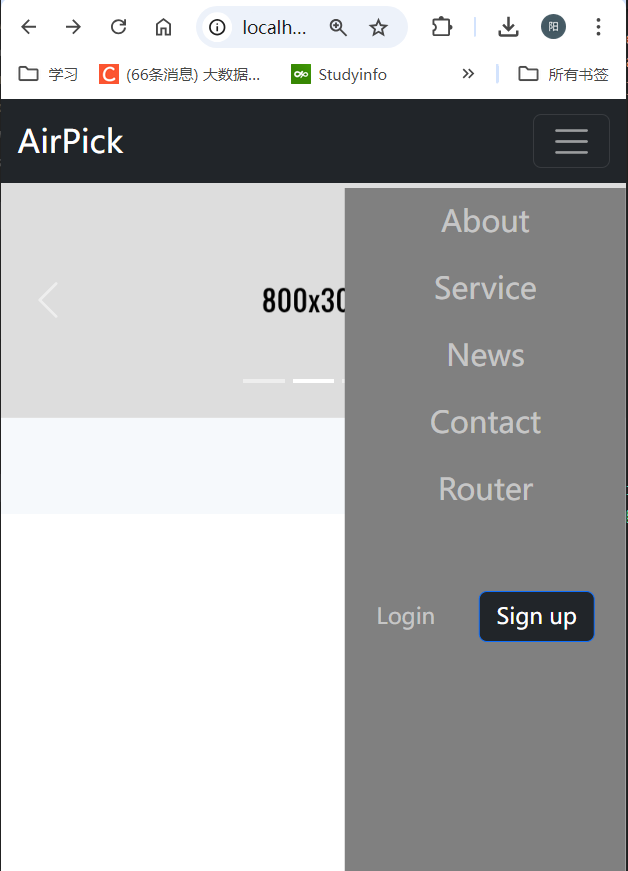 localh...
阳
学习
(66条消息) 大数据...
Studyinfo
所有书签
AirPick
800x30
About
Service
News
Contact
Router
Login Sign up